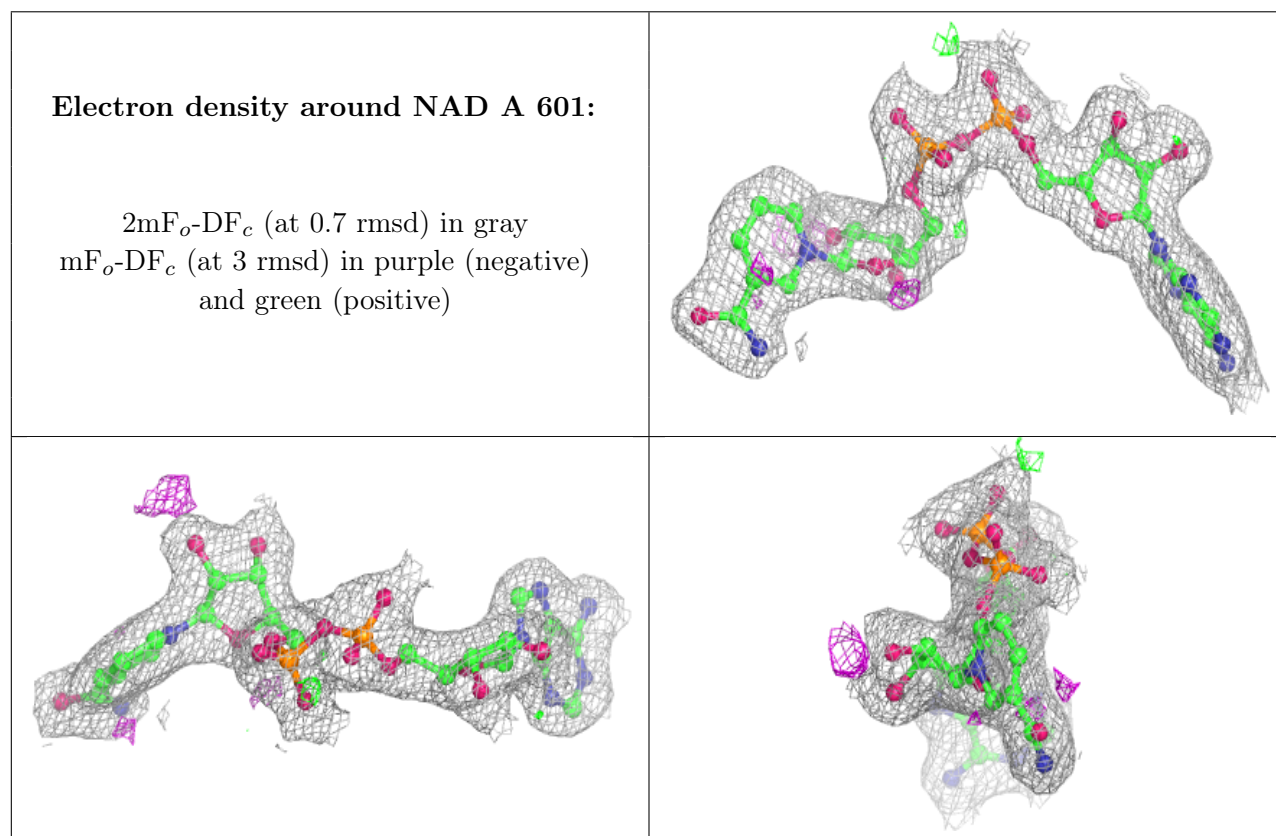 Electron density around NAD A 601:
2mFₒ-DF𝒸 (at 0.7 rmsd) in gray
mFₒ-DF𝒸 (at 3 rmsd) in purple (negative)
and green (positive)